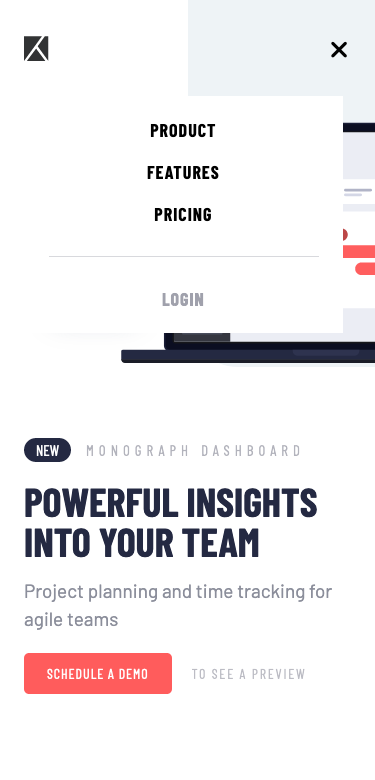 PRODUCT
FEATURES
PRICING
LOGIN
NEW MONOGRAPH DASHBOARD
POWERFUL INSIGHTS
INTO YOUR TEAM
Project planning and time tracking for
agile teams
SCHEDULE A DEMO TO SEE A PREVIEW